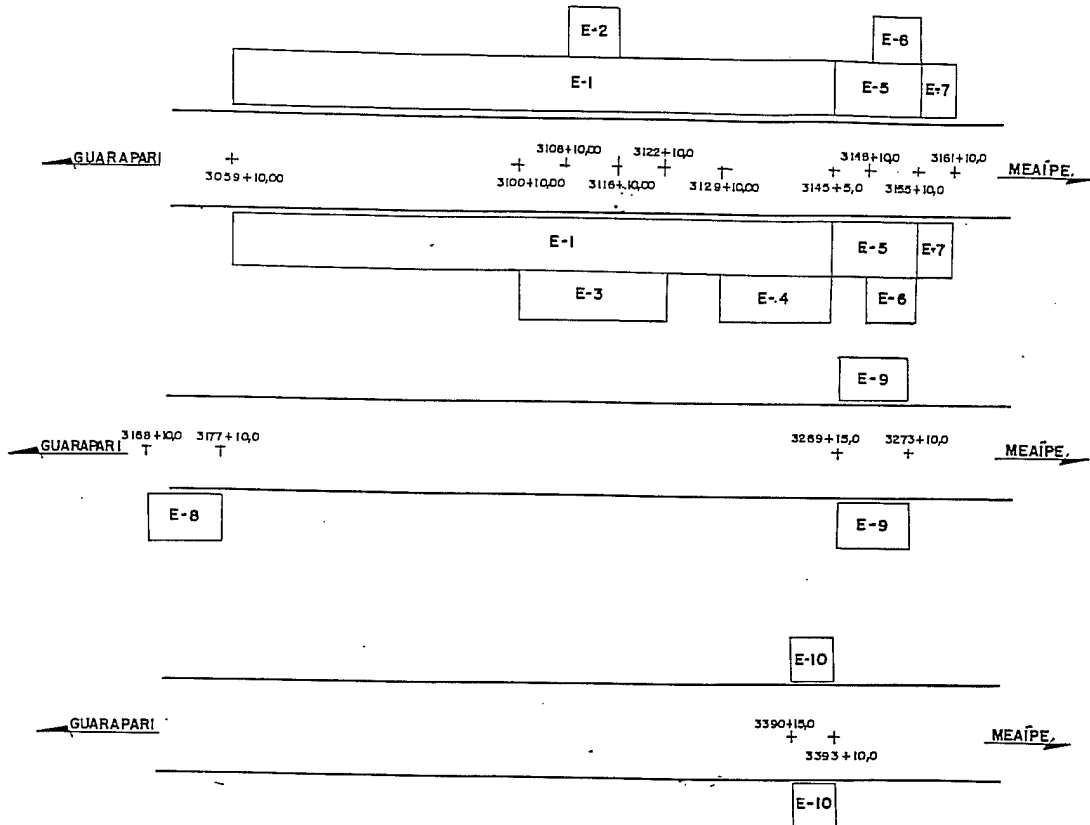 E-2
E-6
E-1
E-5
E-7
GUARAPARI
3108+10,00
3122+10,0
3148+10,0
3161+10,0
MEAÍPE,
3059+10,00
3100+10,00
3116+10,00
3129+10,00
3145+5,0
3155+10,0
E-1
E-5
E-7
E-3
E-4
E-6
E-9
GUARAPARI
3168+10,0
3177+10,0
3269+15,0
3273+10,0
MEAÍPE,
E-8
E-9
E-10
GUARAPARI
3390+15,0
MEAÍPE,
3393+10,0
E-10